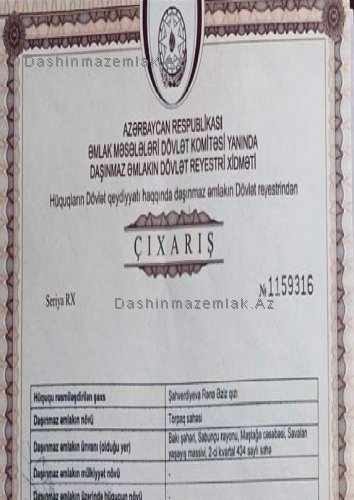 Dashinmazemlak.Az
AZƏRBAYCAN RESPUBLİKASI
ƏMLAK MƏSƏLƏLƏRİ DÖVLƏT KOMİTƏSİ YANINDA
DAŞINMAZ ƏMLAKIN DÖVLƏT REYESTRİ XİDMƏTİ
Hüquqların Dövlət qeydiyyatı haqqında daşınmaz əmlakın Dövlət reyestrindən
ÇIXARIŞ
Seriya RX
№1159316
Dashinmazemlak.Az
Hüququ rəsmiləşdirilən şəxs Şahverdiyeva Rəna Əziz qızı
Daşınmaz əmlakın növü Torpaq sahəsi
Daşınmaz əmlakın ünvanı (olduğu yer) Bakı şəhəri, Sabunçu rayonu, Maştağa qəsəbəsi, Savalan
yaşayış massivi, 2-ci kvartal 434 saylı sahə
Daşınmaz əmlakın mülkiyyət növü -
Daşınmaz əmlakın üzərində hüququn növü -